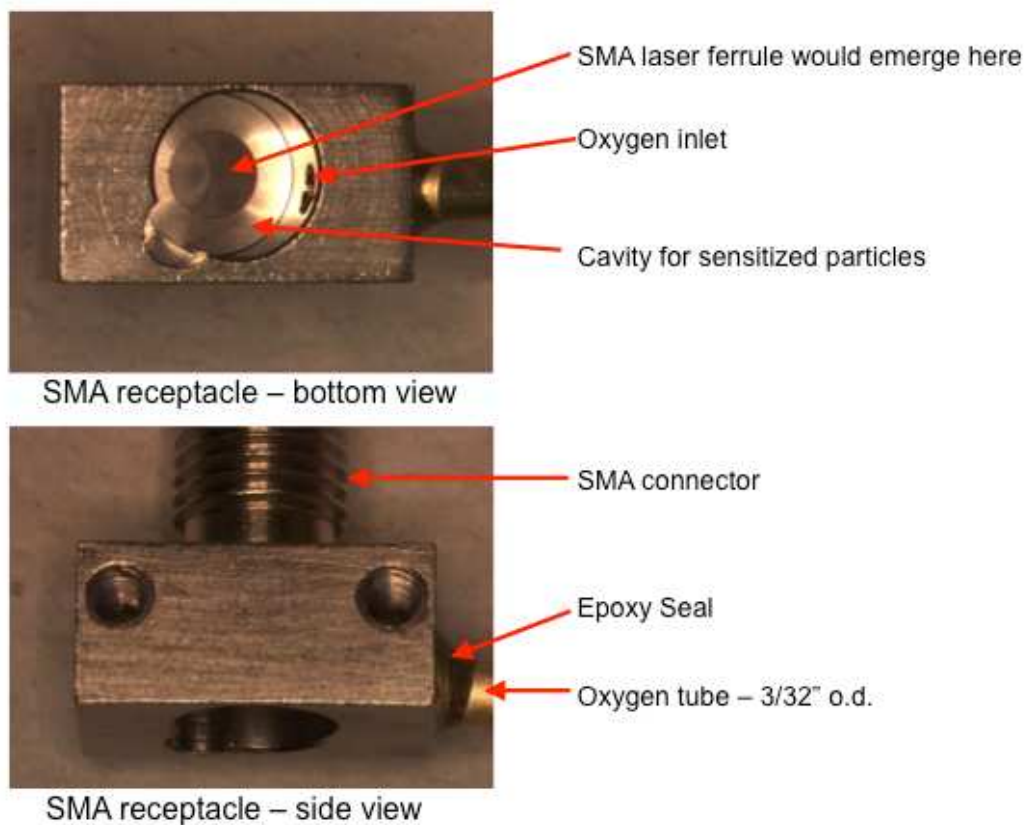 SMA laser ferrule would emerge here
Oxygen inlet
Cavity for sensitized particles
SMA receptacle – bottom view
SMA connector
Epoxy Seal
Oxygen tube – 3/32” o.d.
SMA receptacle – side view